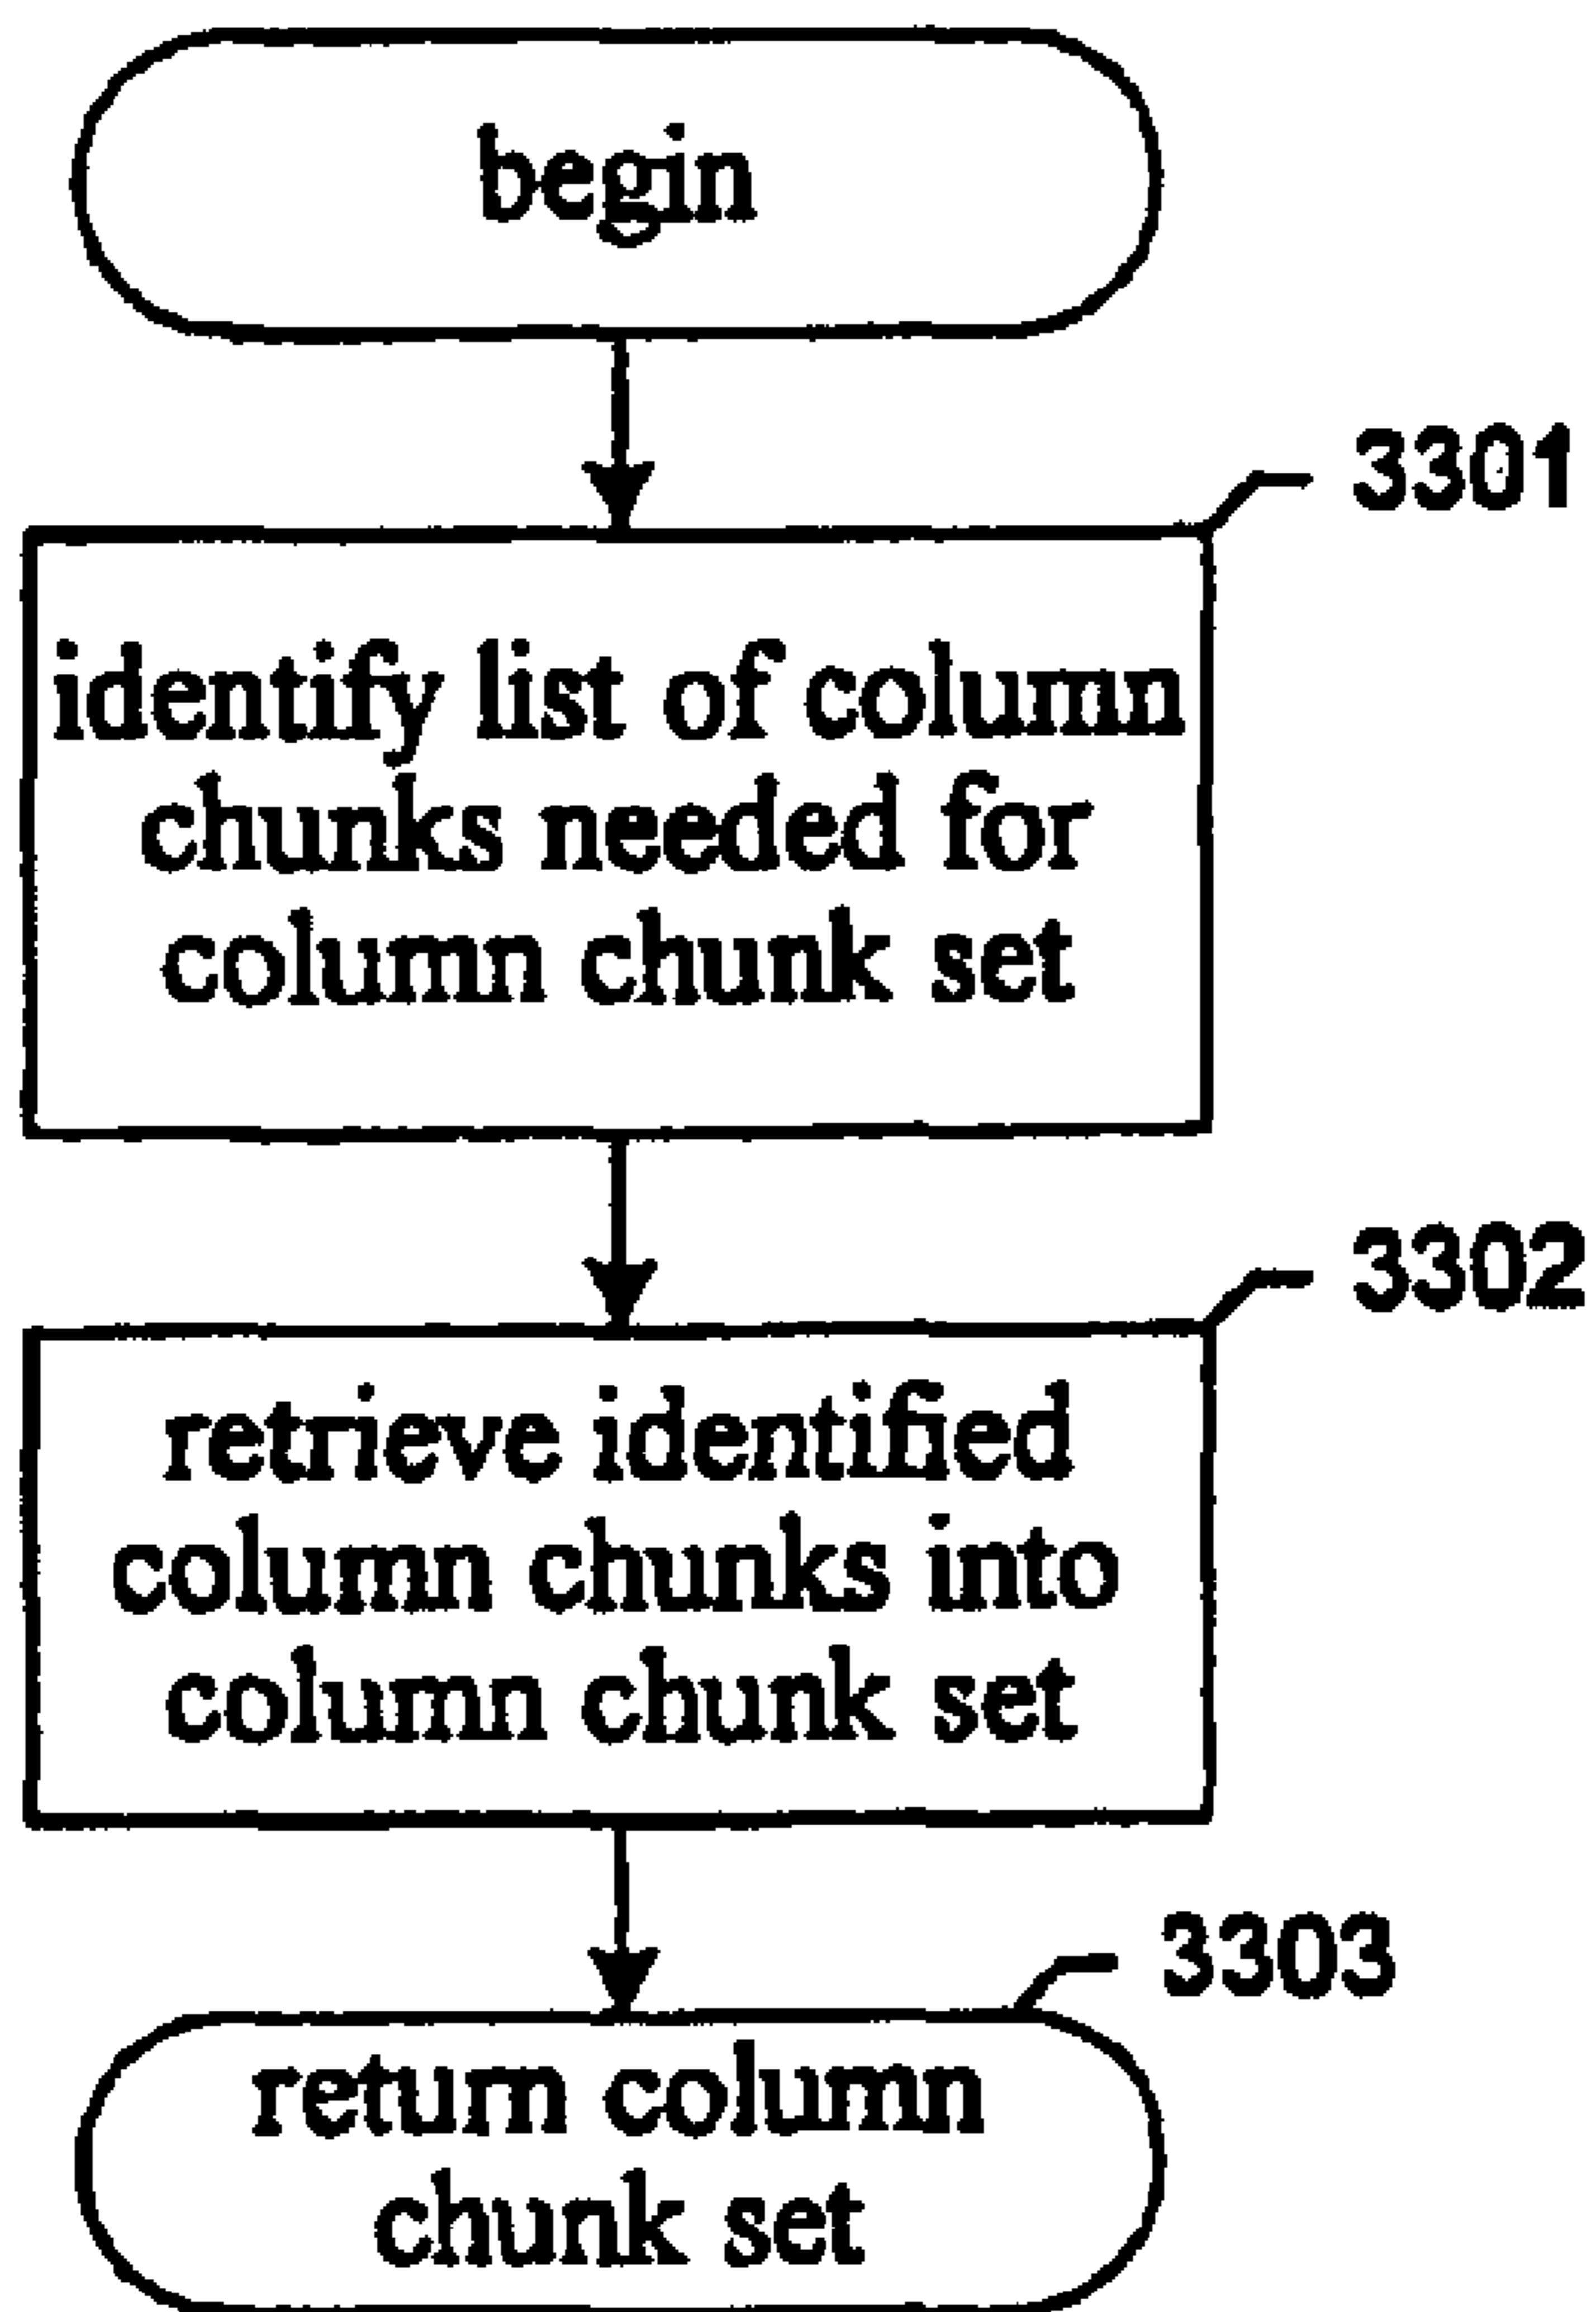 begin
3301
identify list of column
chunks needed for
column chunk set
3302
retrieve identified
column chunks into
column chunk set
3303
return column
chunk set